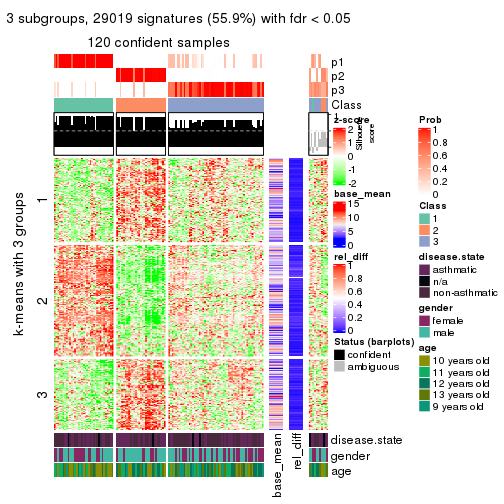 3 subgroups, 29019 signatures (55.9%) with fdr < 0.05
120 confident samples
p1
p2
p3
Class
Silhouette score
k-means with 3 groups
1
2
3
disease.state
gender
age
base_mean
rel_diff
z-score
2
1
0
-1
-2
base_mean
15
10
5
0
rel_diff
1
0.8
0.6
0.4
0.2
0
Status (barplots)
confident
ambiguous
Prob
1
0.8
0.6
0.4
0.2
0
Class
1
2
3
disease.state
asthmatic
n/a
non-asthmatic
gender
female
male
age
10 years old
11 years old
12 years old
13 years old
9 years old